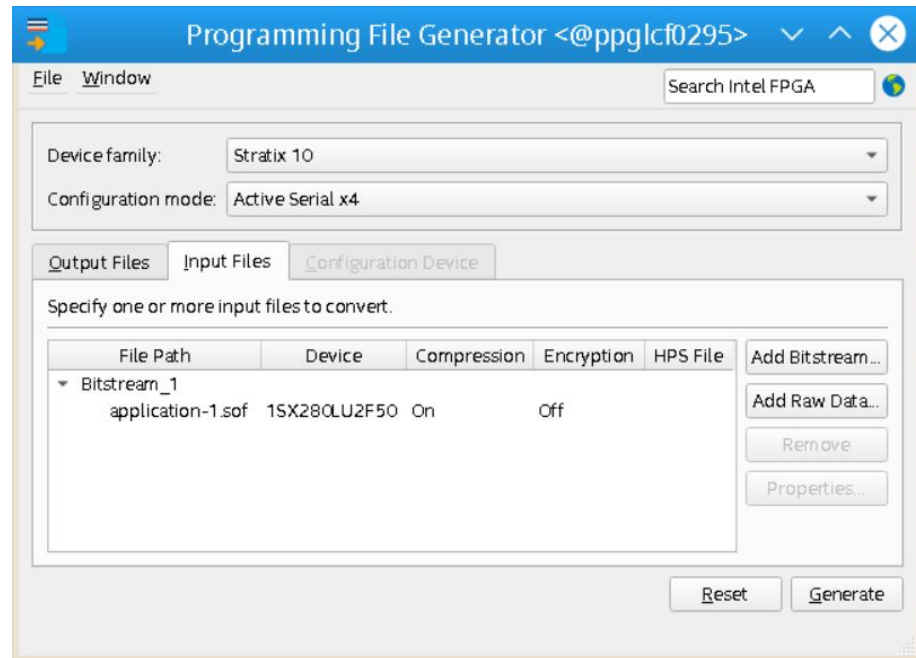 Programming File Generator <@ppglcf0295>
File Window Search Intel FPGA
Device family: Stratix 10
Configuration mode: Active Serial x4
Output Files Input Files Configuration Device
Specify one or more input files to convert.
File Path Device Compression Encryption HPS File Add Bitstream...
Bitstream_1
application-1.sof 1SX280LU2F50 On Off Add Raw Data...
Remove
Properties...
Reset Generate